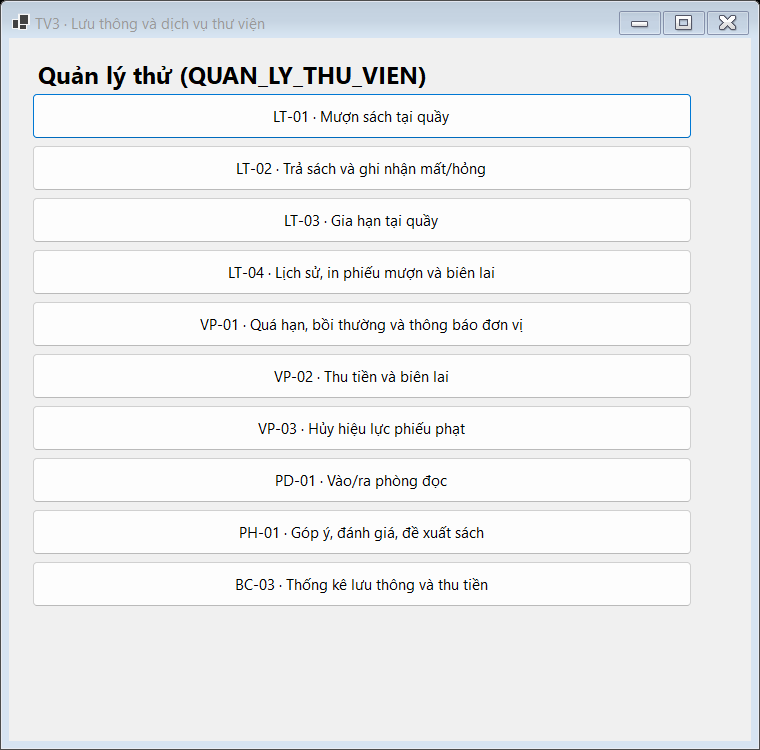 TV3 · Lưu thông và dịch vụ thư viện
Quản lý thử (QUAN_LY_THU_VIEN)
LT-01 · Mượn sách tại quầy
LT-02 · Trả sách và ghi nhận mất/hỏng
LT-03 · Gia hạn tại quầy
LT-04 · Lịch sử, in phiếu mượn và biên lai
VP-01 · Quá hạn, bồi thường và thông báo đơn vị
VP-02 · Thu tiền và biên lai
VP-03 · Hủy hiệu lực phiếu phạt
PD-01 · Vào/ra phòng đọc
PH-01 · Góp ý, đánh giá, đề xuất sách
BC-03 · Thống kê lưu thông và thu tiền